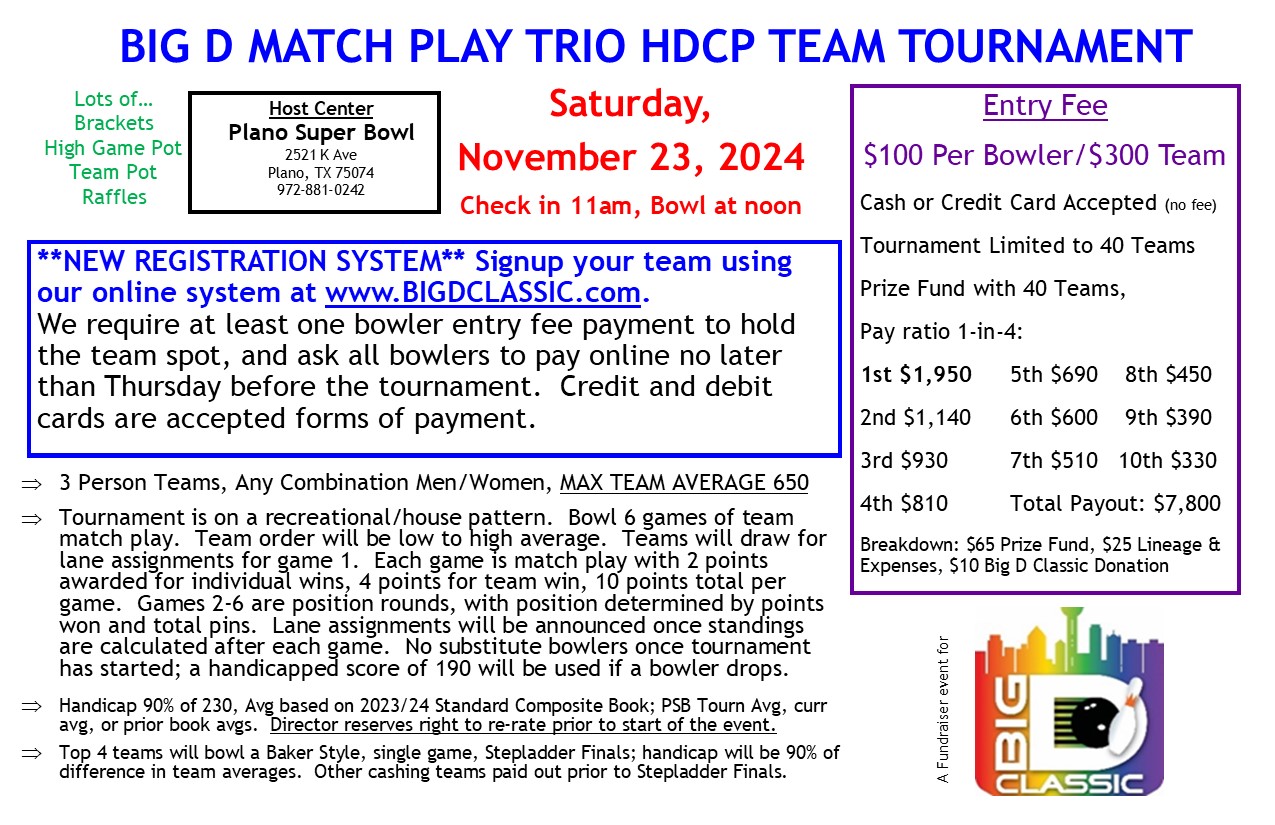 BIG D MATCH PLAY TRIO HDCP TEAM TOURNAMENT
Lots of…
Brackets
High Game Pot
Team Pot
Raffles
Host Center
Plano Super Bowl
2521 K Ave
Plano, TX 75074
972-881-0242
Saturday,
November 23, 2024
Check in 11am, Bowl at noon
**NEW REGISTRATION SYSTEM** Signup your team using
our online system at www.BIGDCLASSIC.com.
We require at least one bowler entry fee payment to hold
the team spot, and ask all bowlers to pay online no later
than Thursday before the tournament.  Credit and debit
cards are accepted forms of payment.
⇒ 3 Person Teams, Any Combination Men/Women, MAX TEAM AVERAGE 650
⇒ Tournament is on a recreational/house pattern.  Bowl 6 games of team
match play.  Team order will be low to high average.  Teams will draw for
lane assignments for game 1.  Each game is match play with 2 points
awarded for individual wins, 4 points for team win, 10 points total per
game.  Games 2-6 are position rounds, with position determined by points
won and total pins.  Lane assignments will be announced once standings
are calculated after each game.  No substitute bowlers once tournament
has started; a handicapped score of 190 will be used if a bowler drops.
⇒ Handicap 90% of 230, Avg based on 2023/24 Standard Composite Book; PSB Tourn Avg, curr
avg, or prior book avgs.  Director reserves right to re-rate prior to start of the event.
⇒ Top 4 teams will bowl a Baker Style, single game, Stepladder Finals; handicap will be 90% of
difference in team averages.  Other cashing teams paid out prior to Stepladder Finals.
Entry Fee
$100 Per Bowler/$300 Team
Cash or Credit Card Accepted (no fee)
Tournament Limited to 40 Teams
Prize Fund with 40 Teams,
Pay ratio 1-in-4:
1st $1,950 5th $690 8th $450
2nd $1,140 6th $600 9th $390
3rd $930 7th $510 10th $330
4th $810 Total Payout: $7,800
Breakdown: $65 Prize Fund, $25 Lineage &
Expenses, $10 Big D Classic Donation
A Fundraiser event for
BIG D
CLASSIC